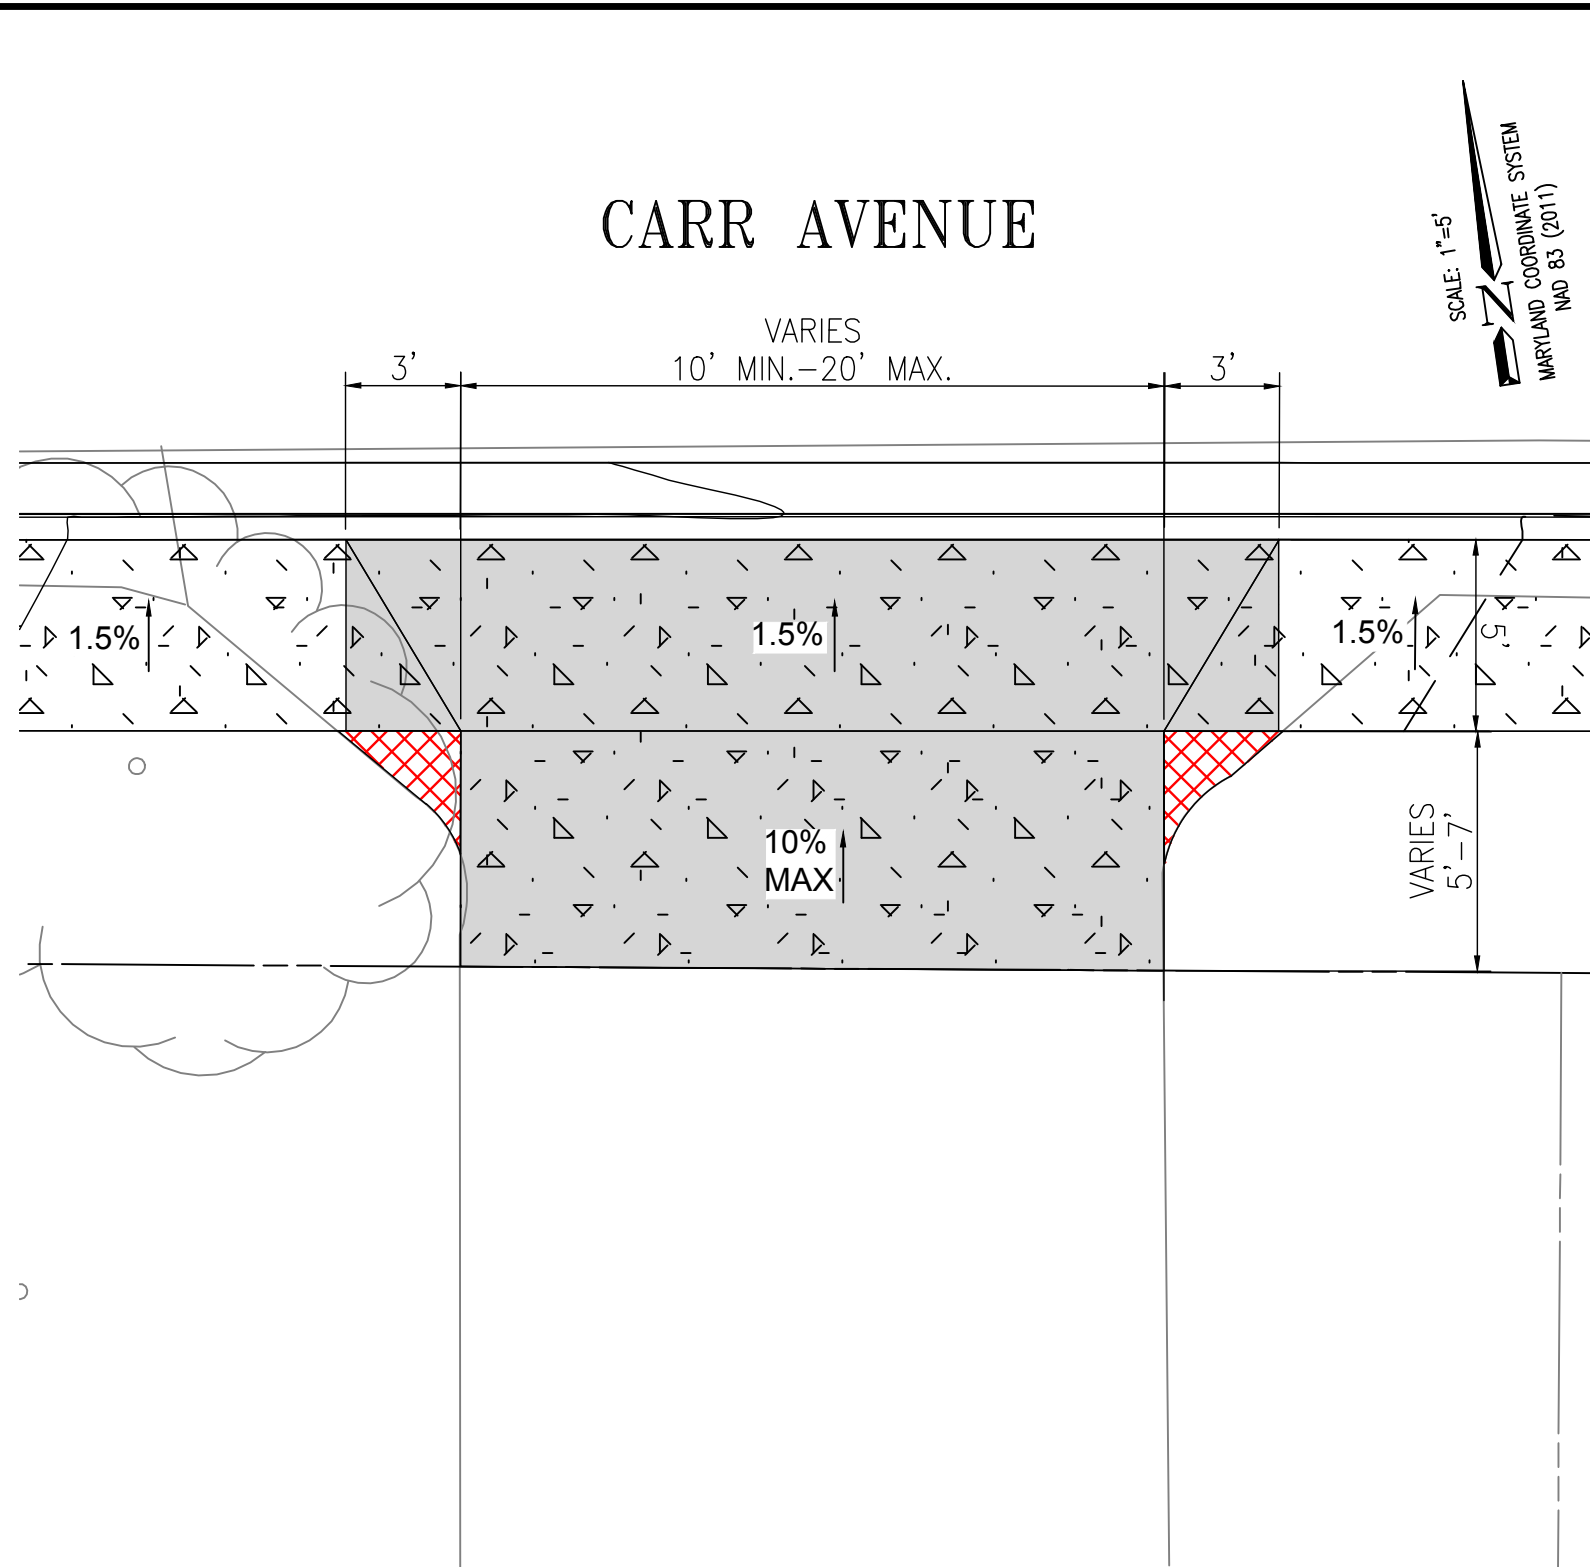 CARR AVENUE
SCALE: 1"=5'
N
MARYLAND COORDINATE SYSTEM
NAD 83 (2011)
VARIES
3'
10' MIN.-20' MAX.
3'
1.5%
1.5%
1.5%
5'
10%
MAX
VARIES
5'-7'